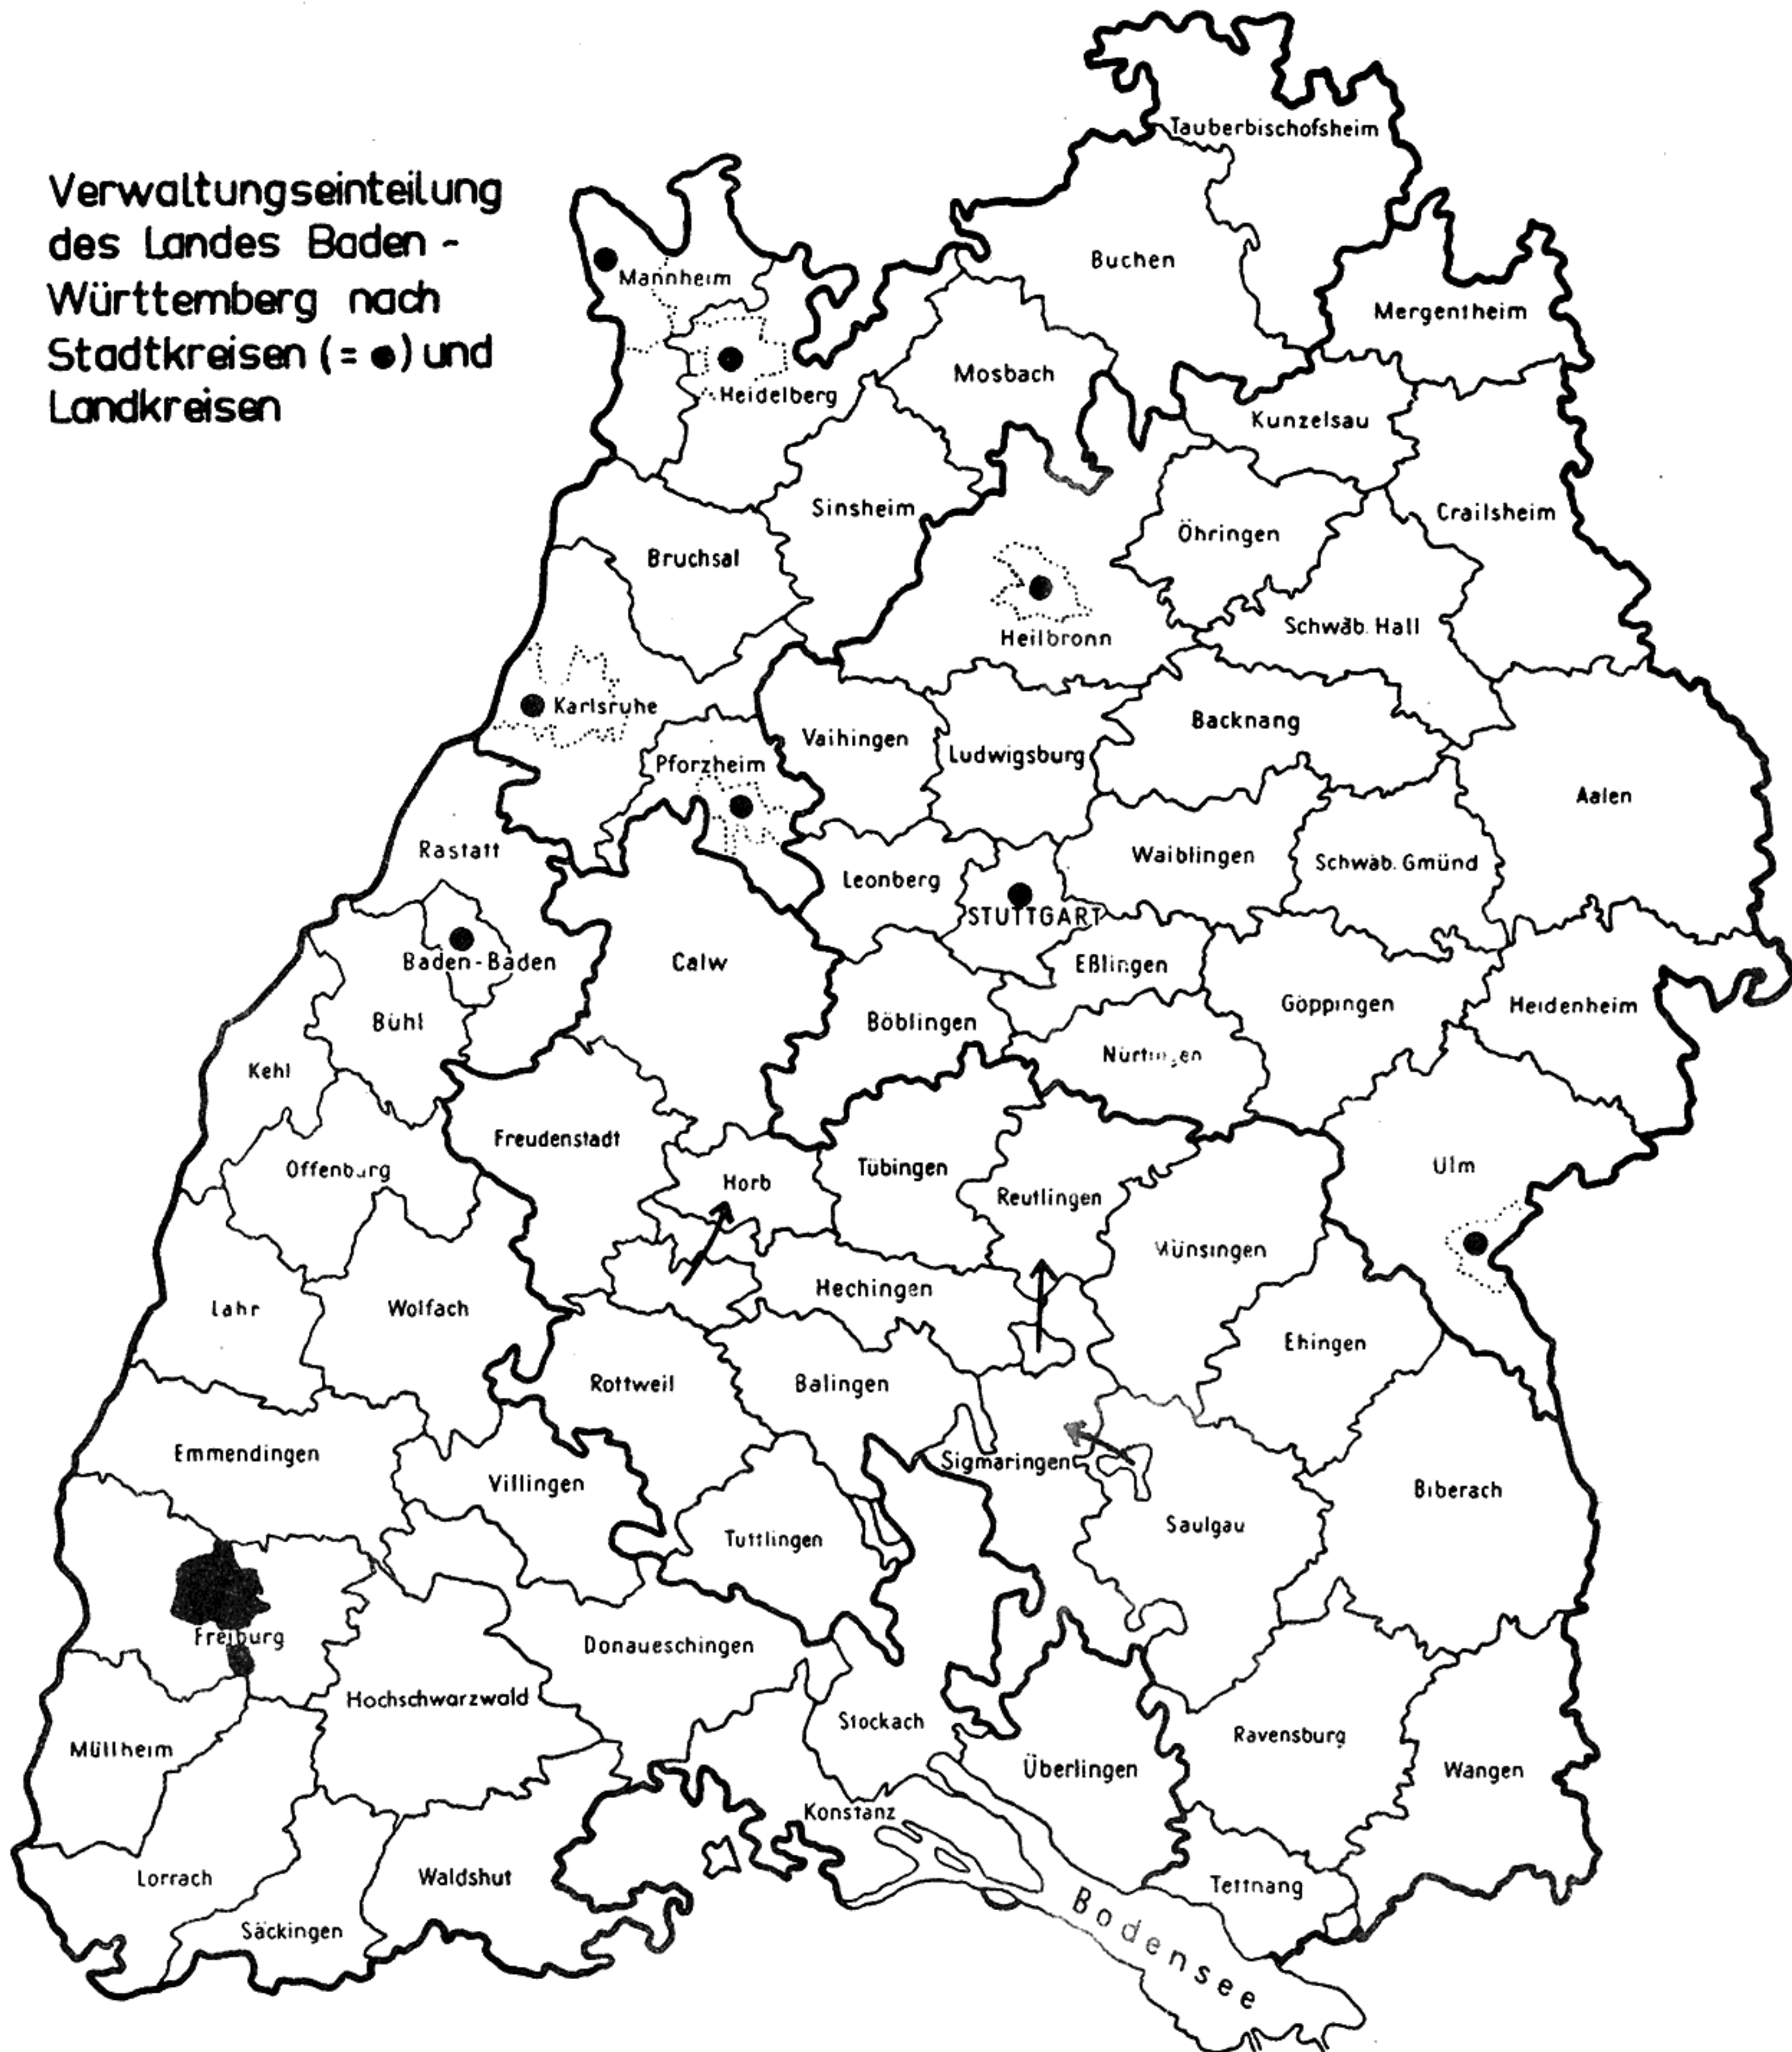 Verwaltungseinteilung
des Landes Baden -
Württemberg nach
Stadtkreisen (= ●) und
Landkreisen
Tauberbischofsheim
Buchen
Mannheim
Mergentheim
Mosbach
Heidelberg
Kunzelsau
Sinsheim
Crailsheim
Öhringen
Bruchsal
Schwäb. Hall
Heilbronn
Karlsruhe
Backnang
Vaihingen
Ludwigsburg
Pforzheim
Aalen
Rastatt
Waiblingen
Schwäb. Gmünd
Leonberg
STUTTGART
Baden-Baden
Calw
Eßlingen
Göppingen
Heidenheim
Bühl
Böblingen
Nürtingen
Kehl
Freudenstadt
Offenburg
Horb
Tübingen
Ulm
Reutlingen
Münsingen
Hechingen
Lahr
Wolfach
Ehingen
Rottweil
Balingen
Emmendingen
Sigmaringen
Villingen
Biberach
Saulgau
Tuttlingen
Freiburg
Donaueschingen
Hochschwarzwald
Stockach
Ravensburg
Müllheim
Überlingen
Wangen
Konstanz
Lorrach
Waldshut
Tettnang
Säckingen
Bodensee